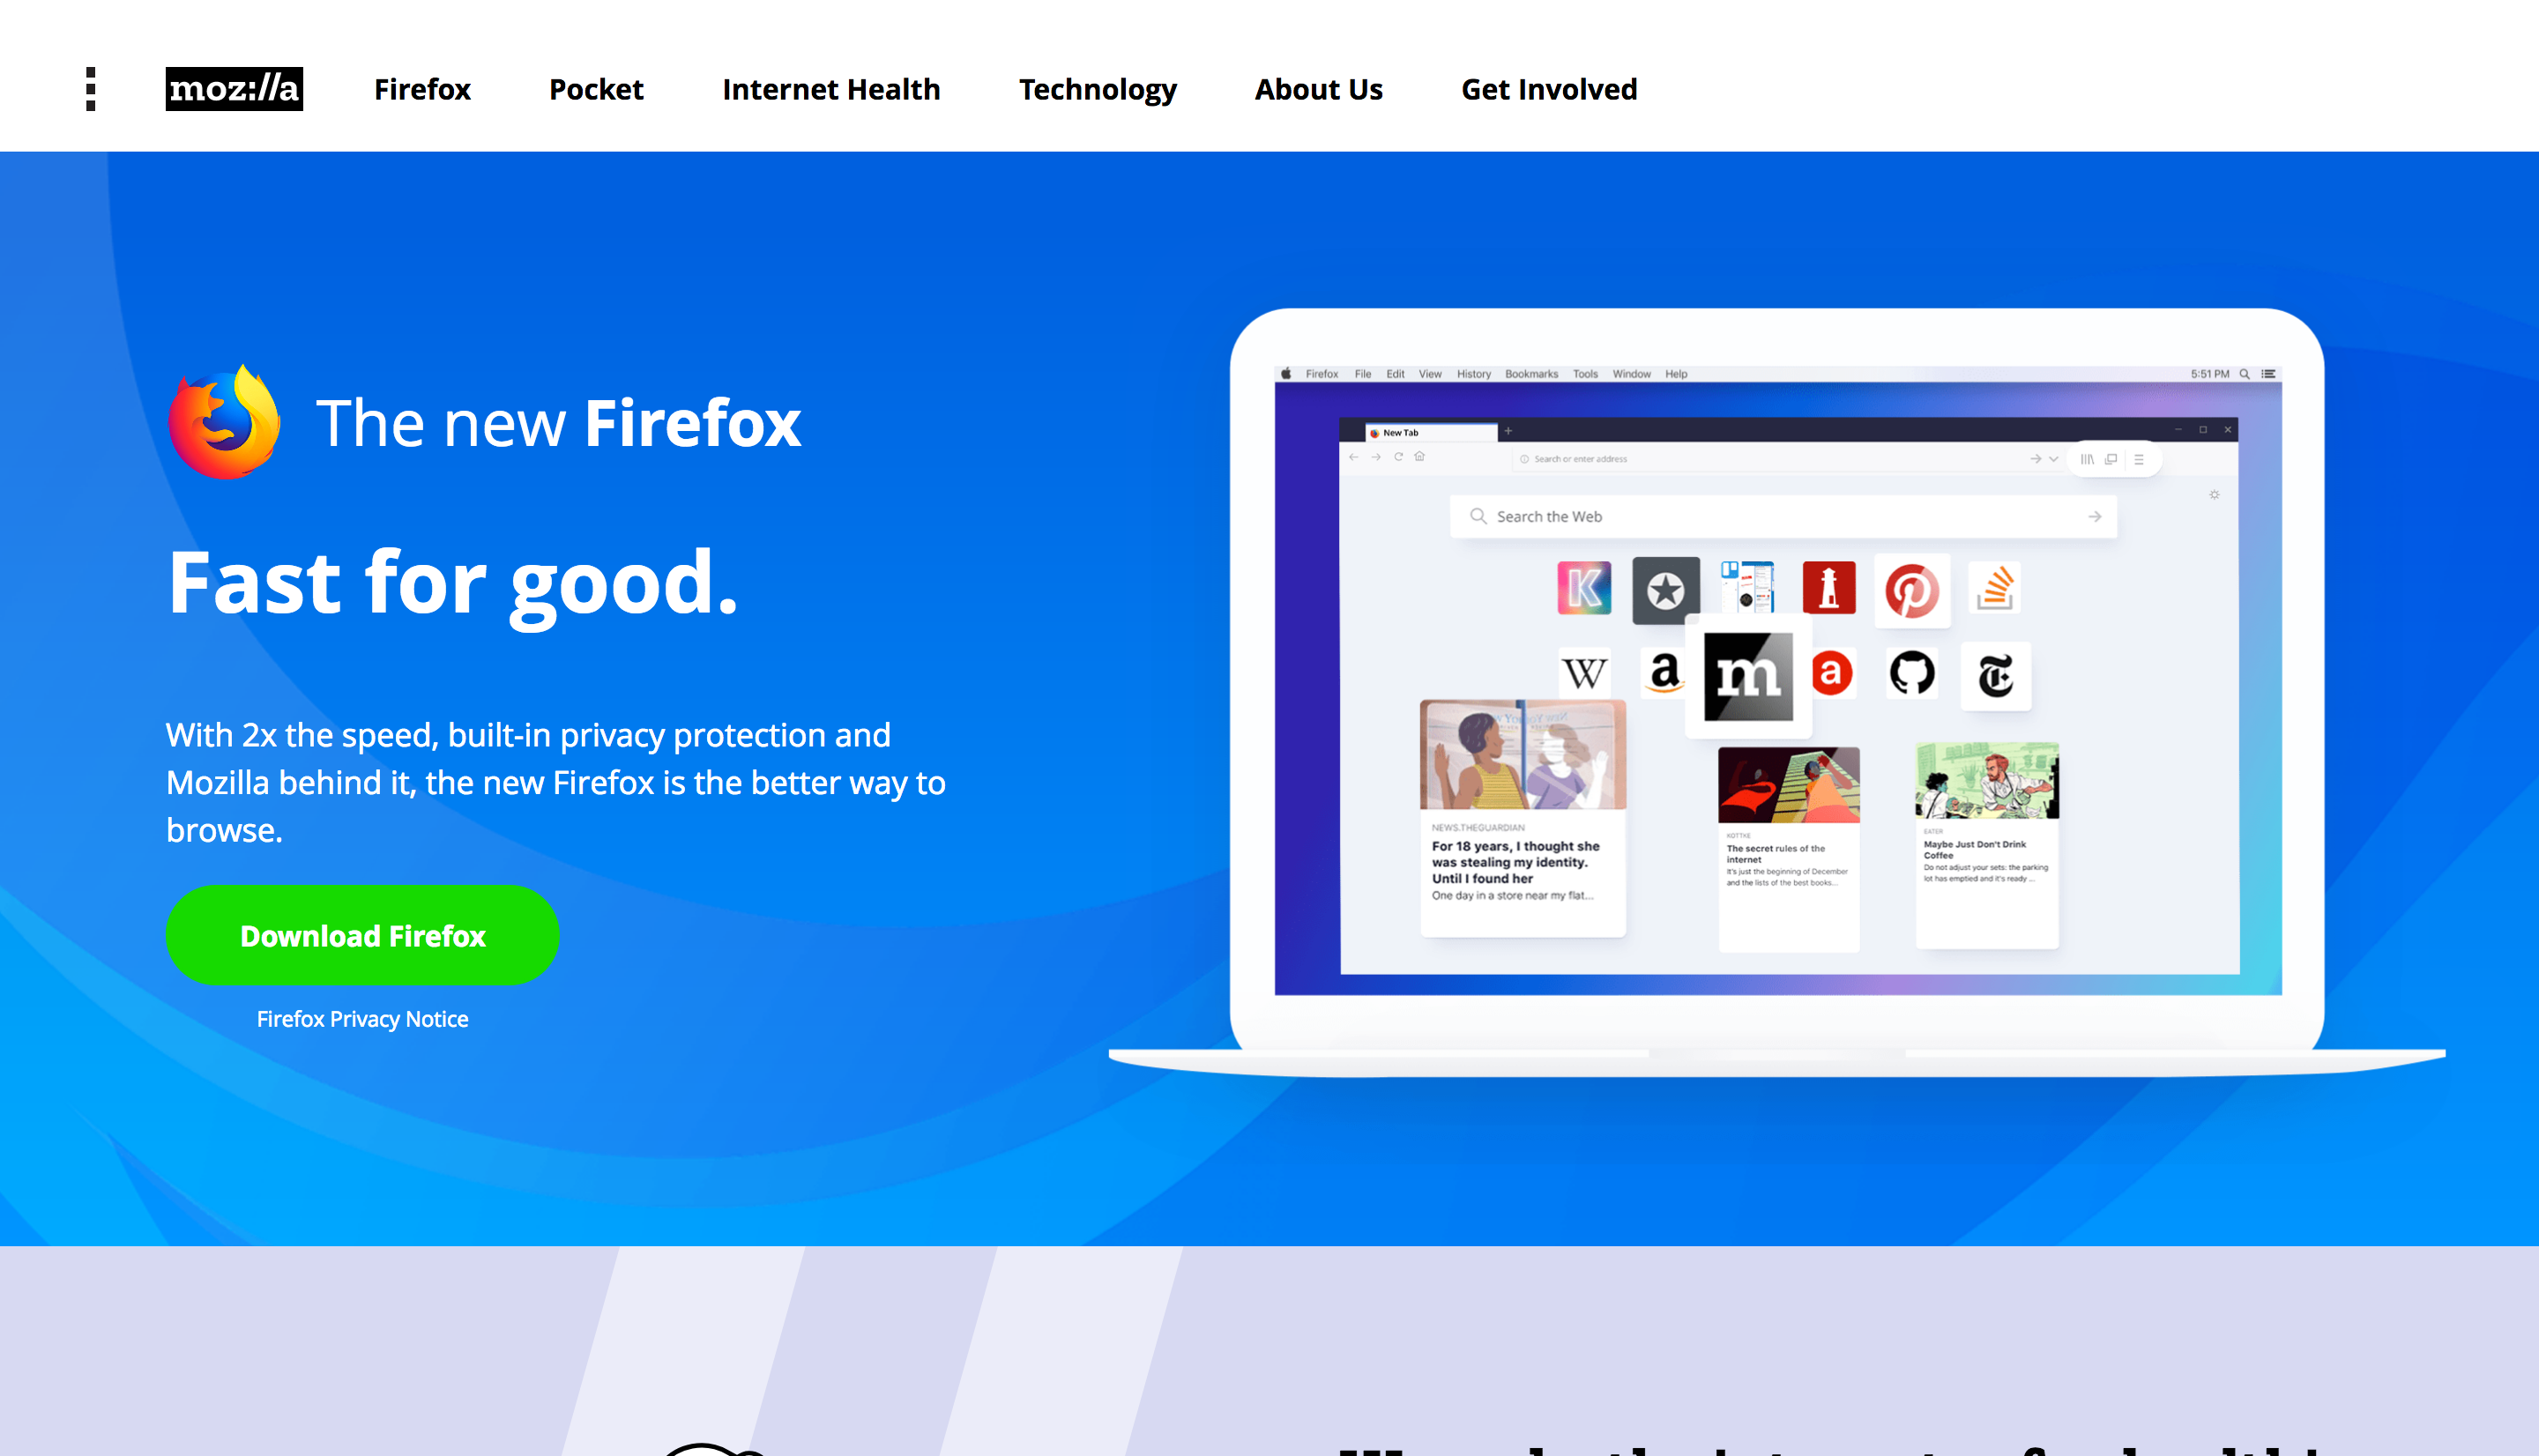 moz://a
Firefox
Pocket
Internet Health
Technology
About Us
Get Involved
The new Firefox
Fast for good.
With 2x the speed, built-in privacy protection and
Mozilla behind it, the new Firefox is the better way to
browse.
Download Firefox
Firefox Privacy Notice
Firefox File Edit View History Bookmarks Tools Window Help
5:51 PM
New Tab
Search or enter address
Search the Web
K
W
a
m
a
NEWS.THEGUARDIAN
For 18 years, I thought she
was stealing my identity.
Until I found her
One day in a store near my flat...
KOTTKE
The secret rules of the
internet
It's just the beginning of December
and the lists of the best books...
EATER
Maybe Just Don't Drink
Coffee
Do not adjust your sets: the parking
lot has emptied and it's ready ...